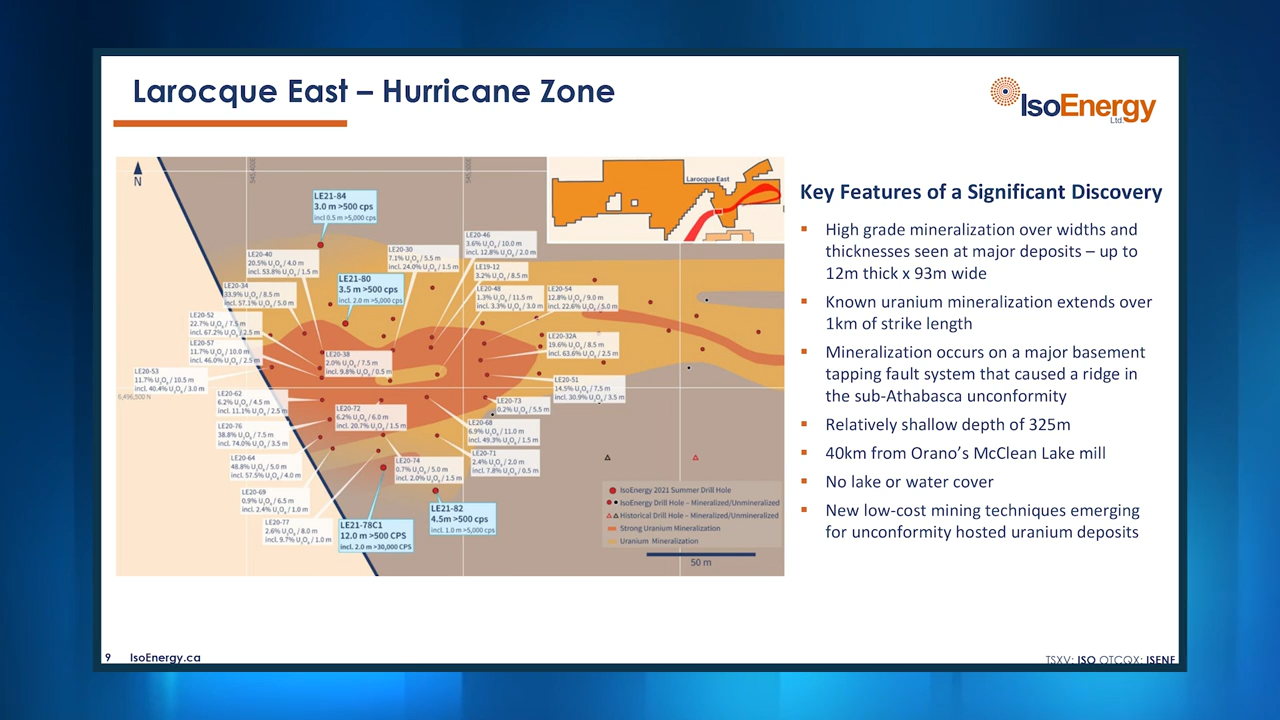 Larocque East – Hurricane Zone
IsoEnergy
Ltd.
N
LE21-84
3.0 m >500 cps
incl 0.5 m >5,000 cps
Larocque East
LE20-40
20.5% U₃O₈ / 4.0 m
incl. 53.8% U₃O₈ / 1.5 m
LE20-30
7.1% U₃O₈ / 5.5 m
incl. 24.0% U₃O₈ / 1.5 m
LE20-46
3.6% U₃O₈ / 10.0 m
incl. 12.8% U₃O₈ / 2.0 m
LE19-12
3.2% U₃O₈ / 8.5 m
LE21-80
3.5 m >500 cps
incl. 2.0 m >5,000 cps
LE20-34
33.9% U₃O₈ / 8.5 m
incl. 57.1% U₃O₈ / 5.0 m
LE20-48
1.3% U₃O₈ / 11.5 m
incl. 3.3% U₃O₈ / 3.0 m
LE20-54
12.8% U₃O₈ / 9.0 m
incl. 22.6% U₃O₈ / 5.0 m
LE20-52
22.7% U₃O₈ / 7.5 m
incl. 67.2% U₃O₈ / 2.5 m
LE20-57
11.7% U₃O₈ / 10.0 m
incl. 46.0% U₃O₈ / 2.5 m
LE20-38
2.0% U₃O₈ / 7.5 m
incl. 9.8% U₃O₈ / 0.5 m
LE20-32A
19.6% U₃O₈ / 8.5 m
incl. 63.6% U₃O₈ / 2.5 m
LE20-53
11.7% U₃O₈ / 10.5 m
incl. 40.4% U₃O₈ / 3.0 m
6,496,500 N
LE20-51
14.5% U₃O₈ / 7.5 m
incl. 30.9% U₃O₈ / 3.5 m
LE20-62
6.2% U₃O₈ / 4.5 m
incl. 11.1% U₃O₈ / 2.5 m
LE20-73
0.2% U₃O₈ / 5.5 m
LE20-72
6.2% U₃O₈ / 6.0 m
incl. 20.7% U₃O₈ / 1.5 m
LE20-76
38.8% U₃O₈ / 7.5 m
incl. 74.0% U₃O₈ / 3.5 m
LE20-68
6.9% U₃O₈ / 11.0 m
incl. 49.3% U₃O₈ / 1.5 m
LE20-64
48.8% U₃O₈ / 5.0 m
incl. 57.5% U₃O₈ / 4.0 m
LE20-74
0.7% U₃O₈ / 5.0 m
incl. 2.0% U₃O₈ / 1.5 m
LE20-71
2.4% U₃O₈ / 2.0 m
incl. 7.8% U₃O₈ / 0.5 m
LE20-69
0.9% U₃O₈ / 6.5 m
incl. 2.4% U₃O₈ / 1.0 m
LE20-77
2.6% U₃O₈ / 8.0 m
incl. 9.7% U₃O₈ / 1.0 m
LE21-78C1
12.0 m >500 CPS
incl. 2.0 m >30,000 CPS
LE21-82
4.5m >500 cps
incl. 1.0 m >5,000 cps
IsoEnergy 2021 Summer Drill Hole
IsoEnergy Drill Hole – Mineralized/Unmineralized
Historical Drill Hole – Mineralized/Unmineralized
Strong Uranium Mineralization
Uranium Mineralization
50 m
Key Features of a Significant Discovery
▪ High grade mineralization over widths and
thicknesses seen at major deposits – up to
12m thick x 93m wide
▪ Known uranium mineralization extends over
1km of strike length
▪ Mineralization occurs on a major basement
tapping fault system that caused a ridge in
the sub-Athabasca unconformity
▪ Relatively shallow depth of 325m
▪ 40km from Orano’s McClean Lake mill
▪ No lake or water cover
▪ New low-cost mining techniques emerging
for unconformity hosted uranium deposits
9 IsoEnergy.ca
TSXV: ISO OTCQX: ISENF